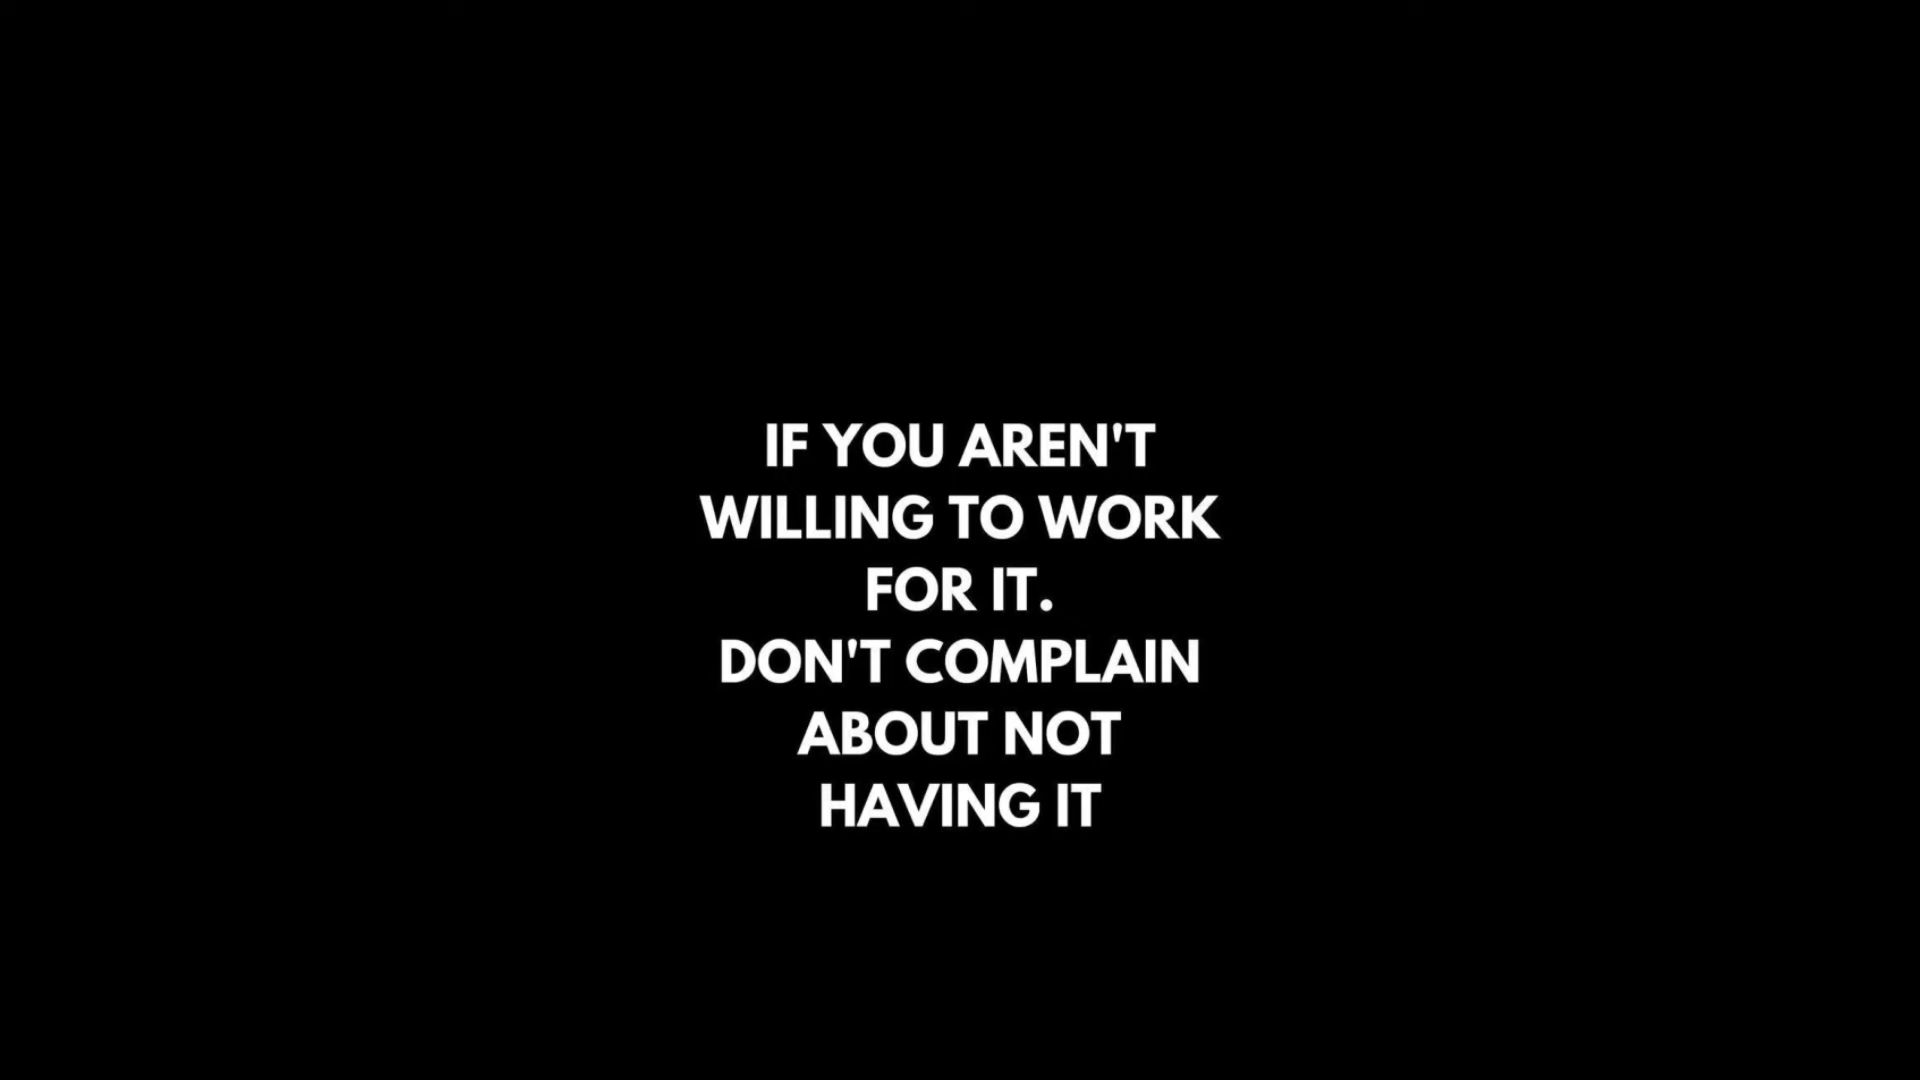 IF YOU AREN'T
WILLING TO WORK
FOR IT.
DON'T COMPLAIN
ABOUT NOT
HAVING IT